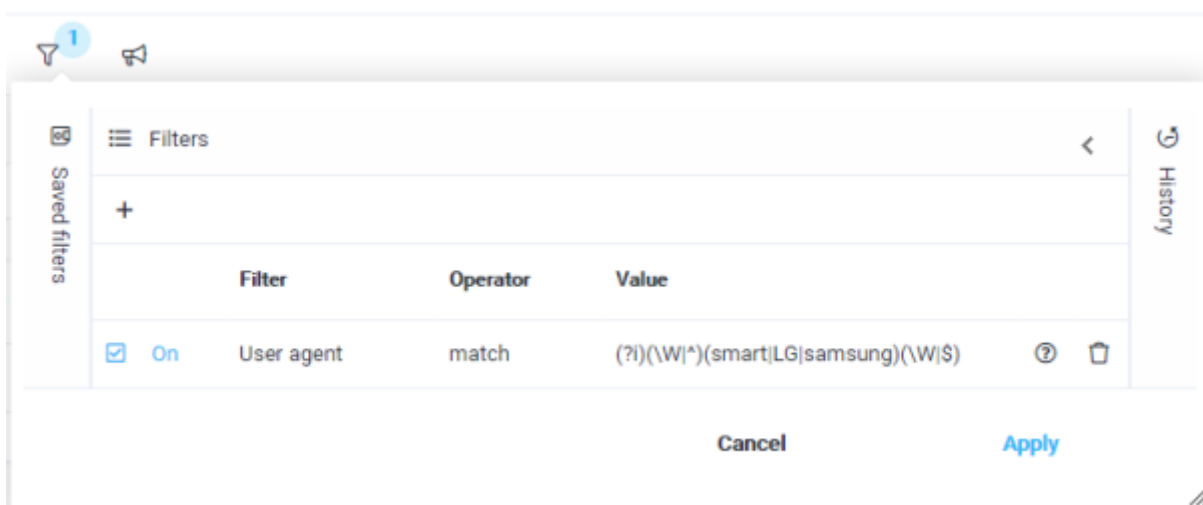 1
Saved filters
Filters
History
+
Filter Operator Value
On User agent match (?i)(\W|^)(smart|LG|samsung)(\W|$)
Cancel Apply